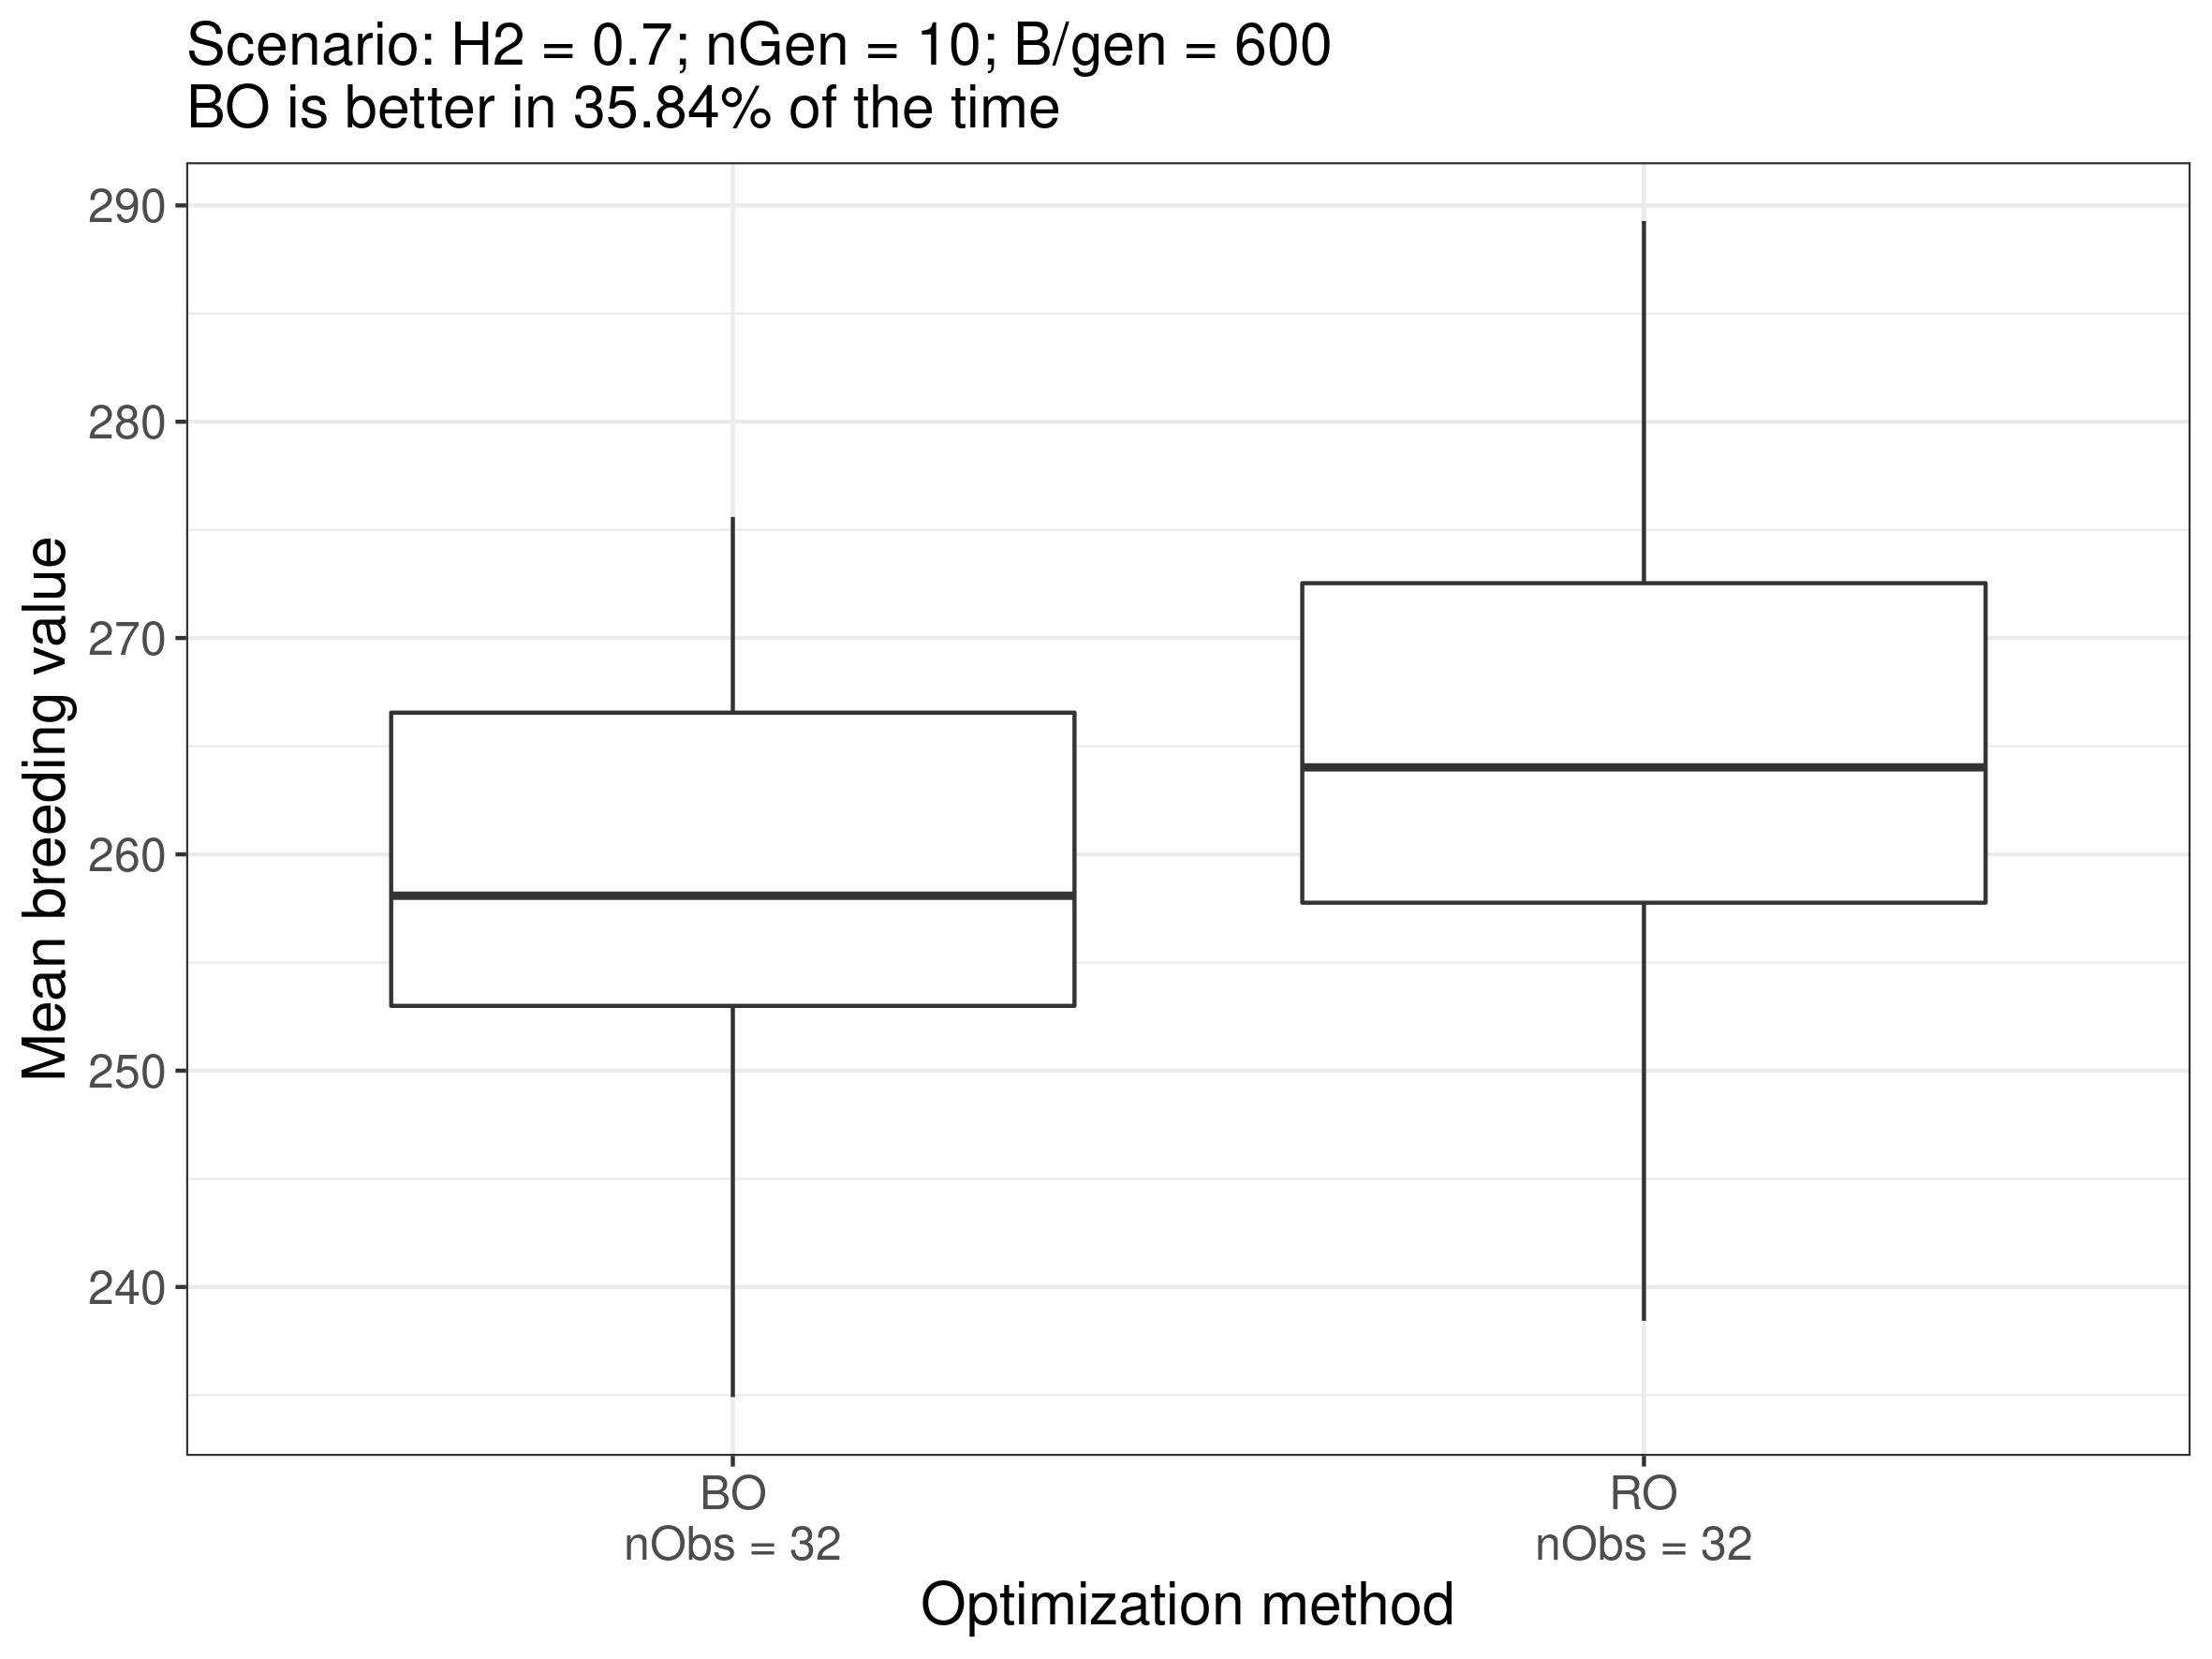 Scenario: H2 = 0.7; nGen = 10; B/gen = 600
BO is better in 35.84% of the time
290
280
270
260
250
240
Mean breeding value
BO
nObs = 32
RO
nObs = 32
Optimization method